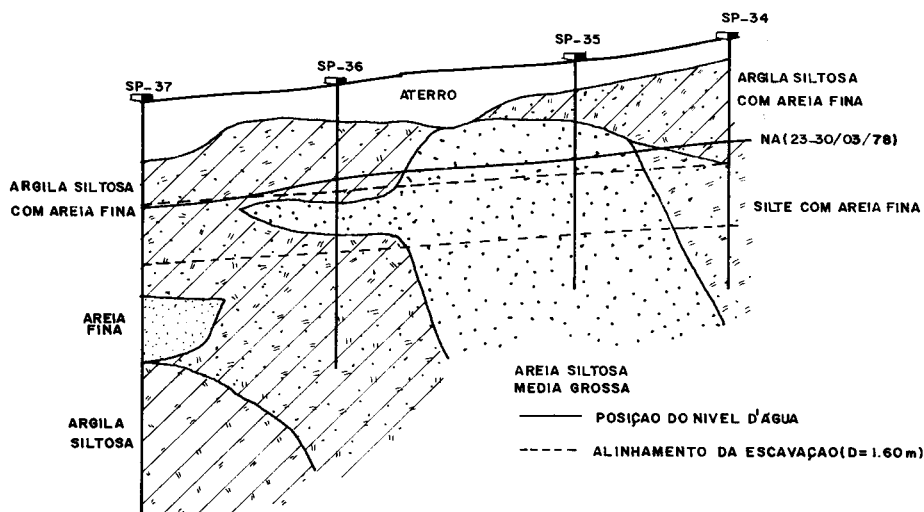 SP-34
SP-35
SP-36
SP-37
ATERRO
ARGILA SILTOSA
COM AREIA FINA
NA(23-30/03/78)
ARGILA SILTOSA
COM AREIA FINA
SILTE COM AREIA FINA
AREIA
FINA
AREIA SILTOSA
MEDIA GROSSA
POSIÇAO DO NIVEL D'ÁGUA
ARGILA
SILTOSA
ALINHAMENTO DA ESCAVAÇAO(D=1.60m)